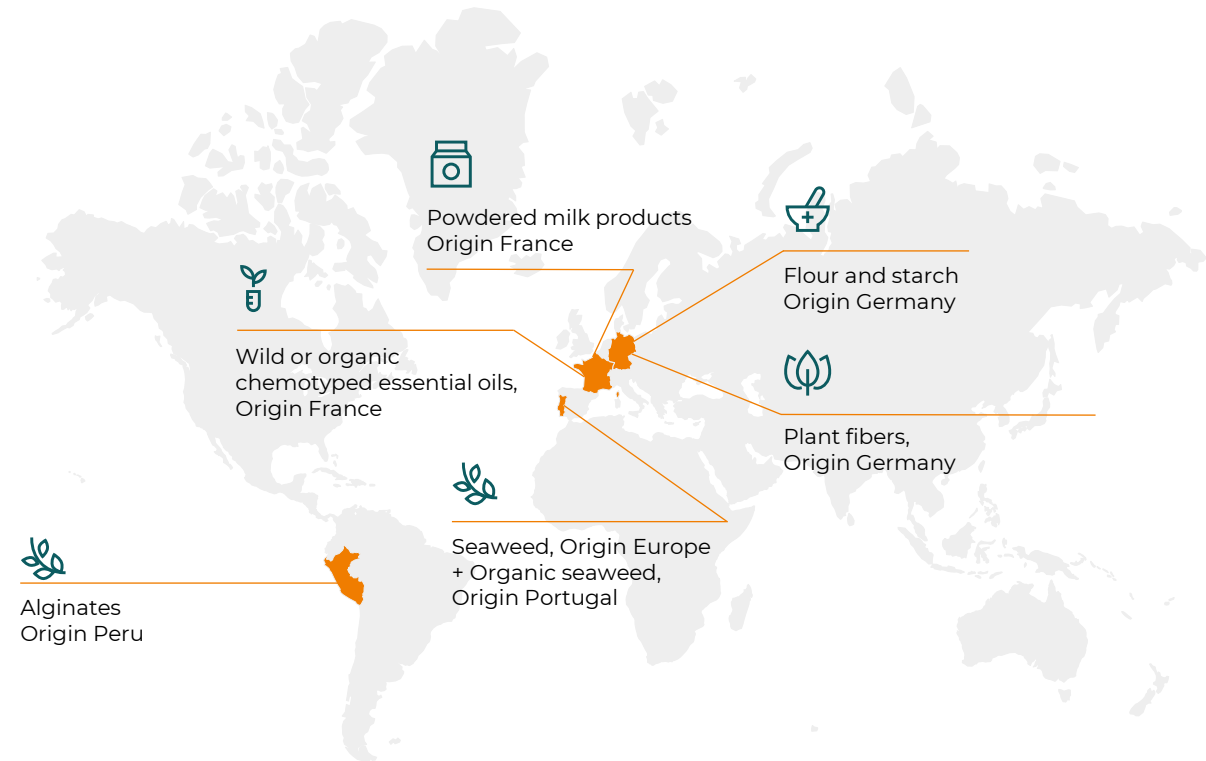 Powdered milk products
Origin France
Flour and starch
Origin Germany
Wild or organic
chemotyped essential oils,
Origin France
Plant fibers,
Origin Germany
Seaweed, Origin Europe
+ Organic seaweed,
Origin Portugal
Alginates
Origin Peru